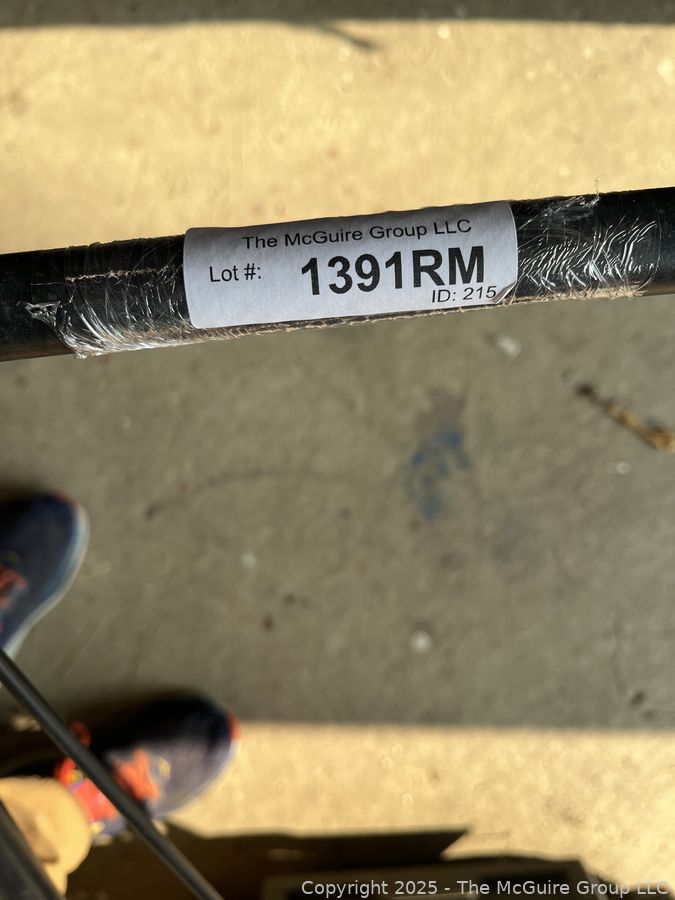 The McGuire Group LLC
Lot #: 1391RM
ID: 215
Copyright 2025 - The McGuire Group LLC